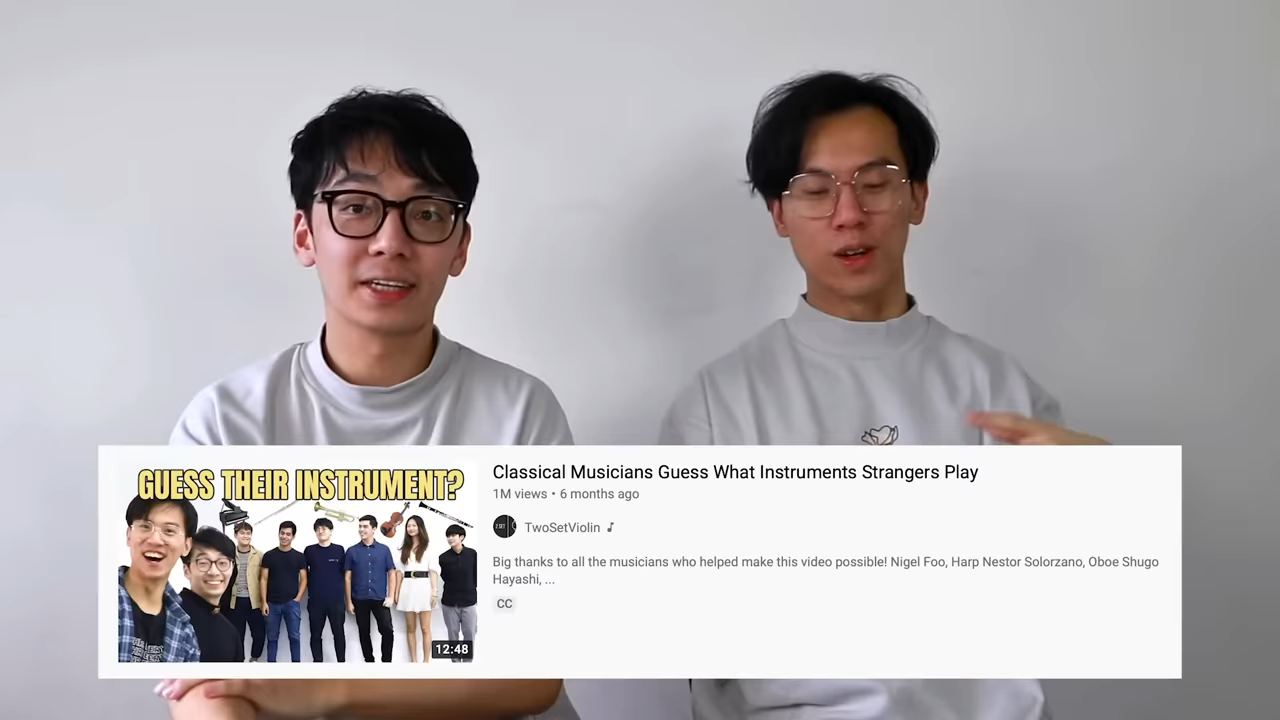 GUESS THEIR INSTRUMENT?
12:48
Classical Musicians Guess What Instruments Strangers Play
1M views • 6 months ago
TwoSetViolin ♪
Big thanks to all the musicians who helped make this video possible! Nigel Foo, Harp Nestor Solorzano, Oboe Shugo
Hayashi, ...
CC